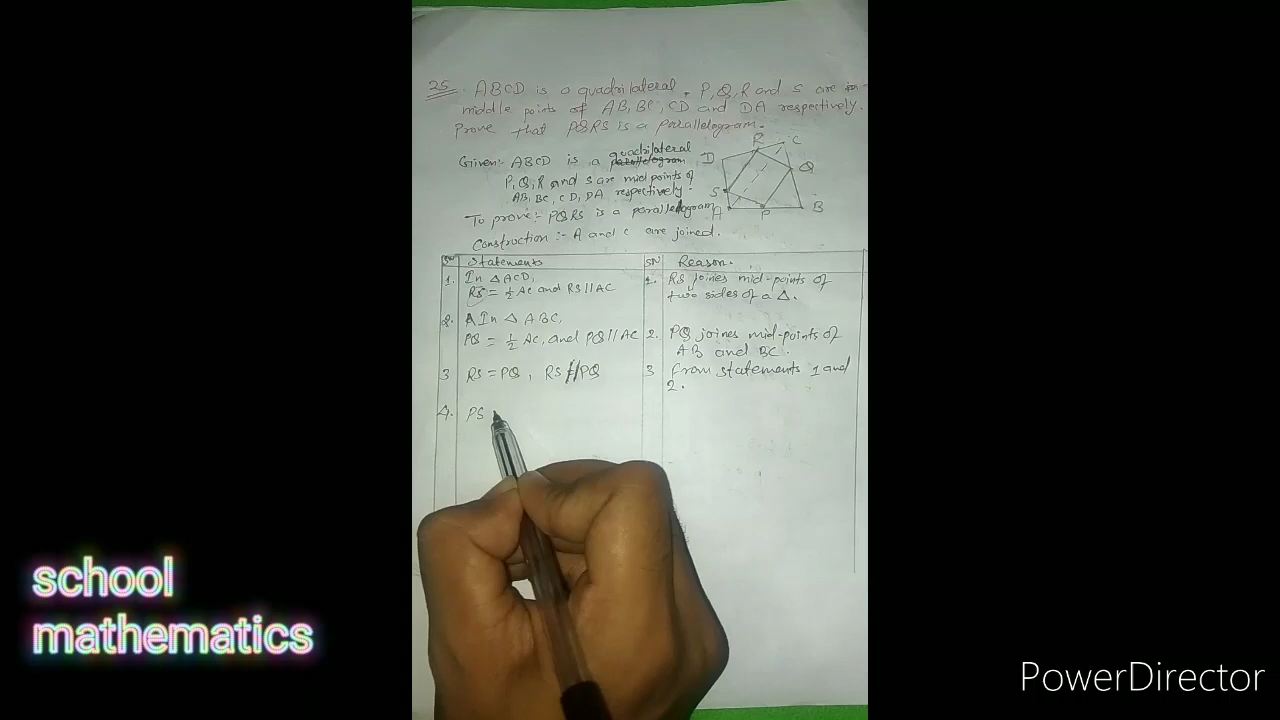 25. ABCD is a quadrilateral. P, Q, R and S are
middle points of AB, BC, CD and DA respectively.
Prove that PQRS is a parallelogram.
Given:- ABCD is a quadrilateral
P, Q, R and S are mid points of
AB, BC, CD, DA respectively.
To prove:- PQRS is a parallelogram
Construction:- A and C are joined.
D R C
S Q
A P B
SN Statements SN Reason.
1. In △ ACD, 1. RS joines mid-points of
RS = 1/2 AC and RS // AC two sides of a △.
2. In △ ABC,
PQ = 1/2 AC, and PQ // AC 2. PQ joines mid-points of
AB and BC.
3 RS = PQ, RS // PQ 3 from statements 1 and
2.
4. PS
school
mathematics
PowerDirector